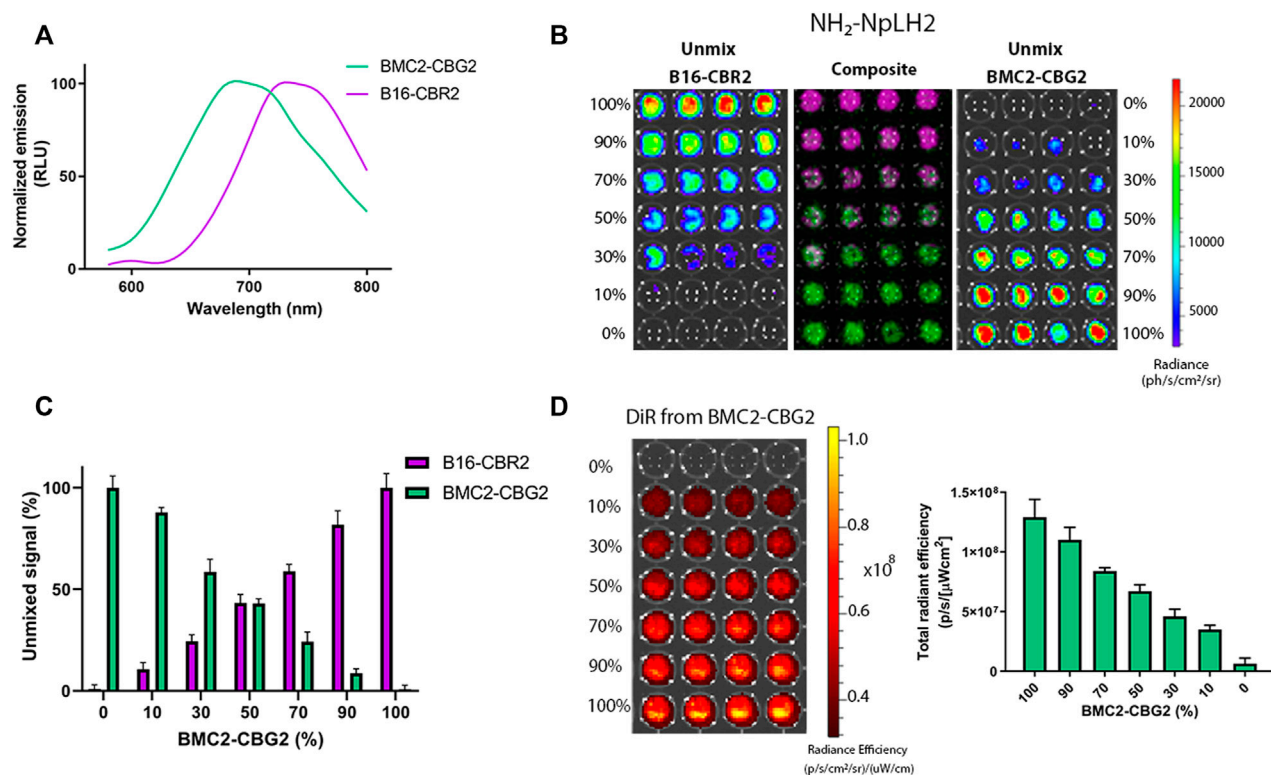 A
BMC2-CBG2
B16-CBR2
Normalized emission
(RLU)
100
50
0
600
700
800
Wavelength (nm)
B
NH₂-NpLH2
Unmix
B16-CBR2
Composite
Unmix
BMC2-CBG2
100%
90%
70%
50%
30%
10%
0%
0%
10%
30%
50%
70%
90%
100%
20000
15000
10000
5000
Radiance
(ph/s/cm²/sr)
C
B16-CBR2
BMC2-CBG2
Unmixed signal (%)
100
50
0
0 10 30 50 70 90 100
BMC2-CBG2 (%)
D
DiR from BMC2-CBG2
0%
10%
30%
50%
70%
90%
100%
1.0
0.8
x10⁸
0.6
0.4
Radiance Efficiency
(p/s/cm²/sr)/(uW/cm)
Total radiant efficiency
(p/s/[µWcm²]
1.5×10⁸
1×10⁸
5×10⁷
0
100 90 70 50 30 10 0
BMC2-CBG2 (%)